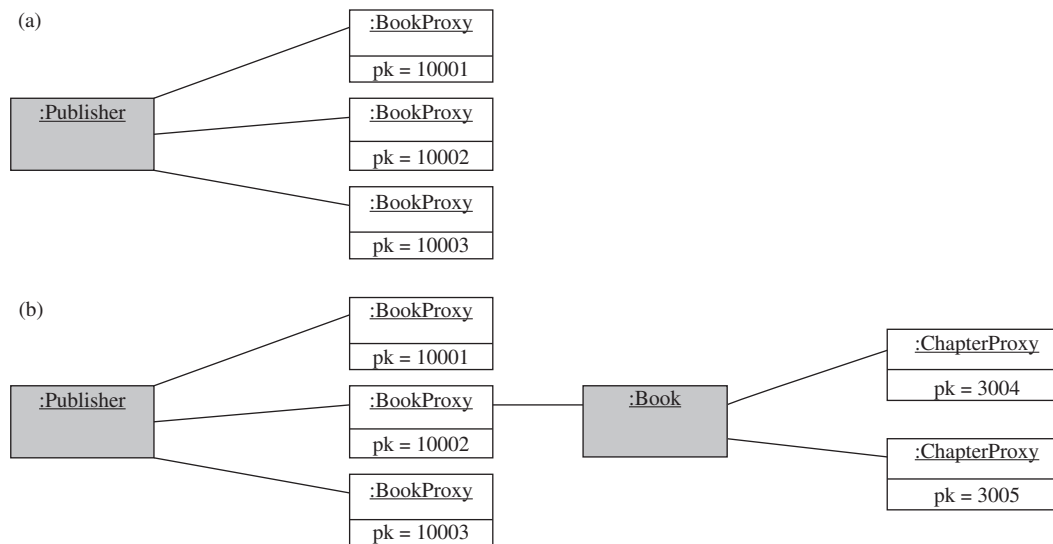 (a)
:BookProxy
pk = 10001
:Publisher
:BookProxy
pk = 10002
:BookProxy
pk = 10003
(b)
:BookProxy
pk = 10001
:Publisher
:BookProxy
pk = 10002
:BookProxy
pk = 10003
:Book
:ChapterProxy
pk = 3004
:ChapterProxy
pk = 3005